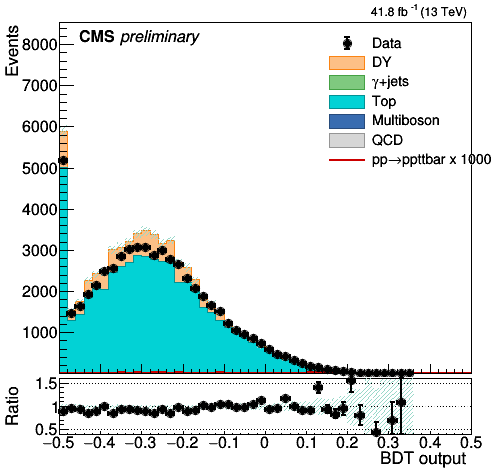 41.8 fb⁻¹ (13 TeV)
CMS preliminary
Events
8000
7000
6000
5000
4000
3000
2000
1000
Data
DY
γ+jets
Top
Multiboson
QCD
pp→ppttbar x 1000
Ratio
1.5
1
0.5
−0.5 −0.4 −0.3 −0.2 −0.1 0 0.1 0.2 0.3 0.4 0.5
BDT output